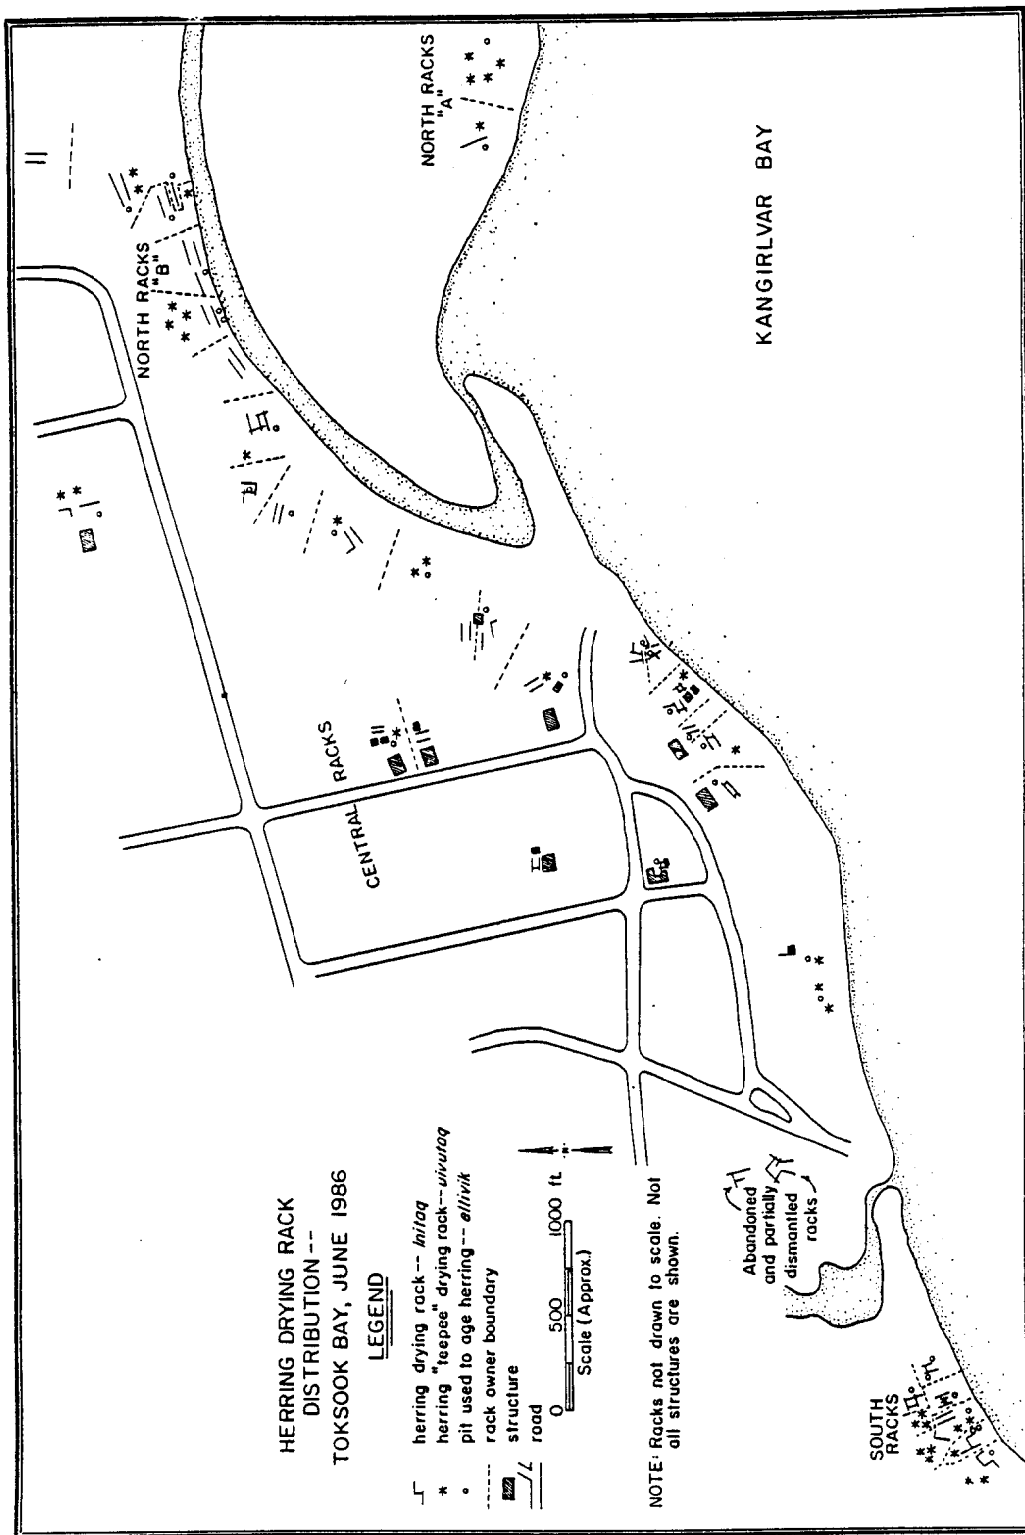 HERRING DRYING RACK
DISTRIBUTION--
TOKSOOK BAY, JUNE 1986
LEGEND
herring drying rack-- initaq
herring "teepee" drying rack--uivutaq
pit used to age herring-- ellivik
rack owner boundary
structure
road
0 500 1000 ft.
Scale (Approx.)
NOTE: Racks not drawn to scale. Not
all structures are shown.
NORTH RACKS
"A"
NORTH RACKS
"B"
CENTRAL RACKS
KANGIRLVAR BAY
Abandoned
and partially
dismantled
racks
SOUTH
RACKS